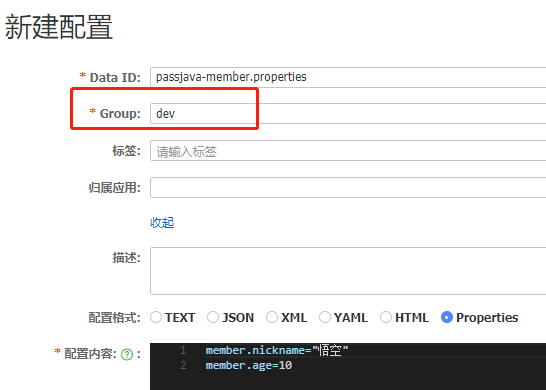 新建配置
* Data ID: passjava-member.properties
* Group: dev
标签: 请输入标签
归属应用:
收起
描述:
配置格式: TEXT JSON XML YAML HTML Properties
* 配置内容: ? : 1 member.nickname="悟空"
2 member.age=10